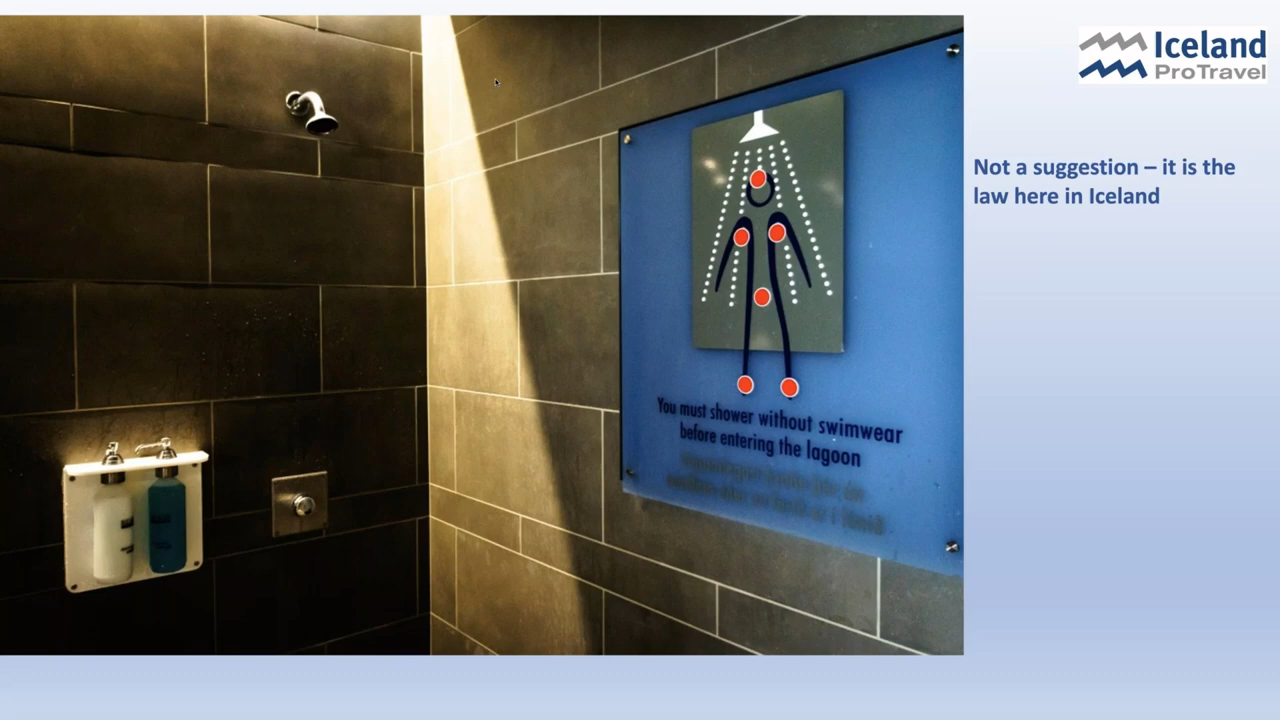 Iceland
ProTravel
Not a suggestion – it is the
law here in Iceland
You must shower without swimwear
before entering the lagoon